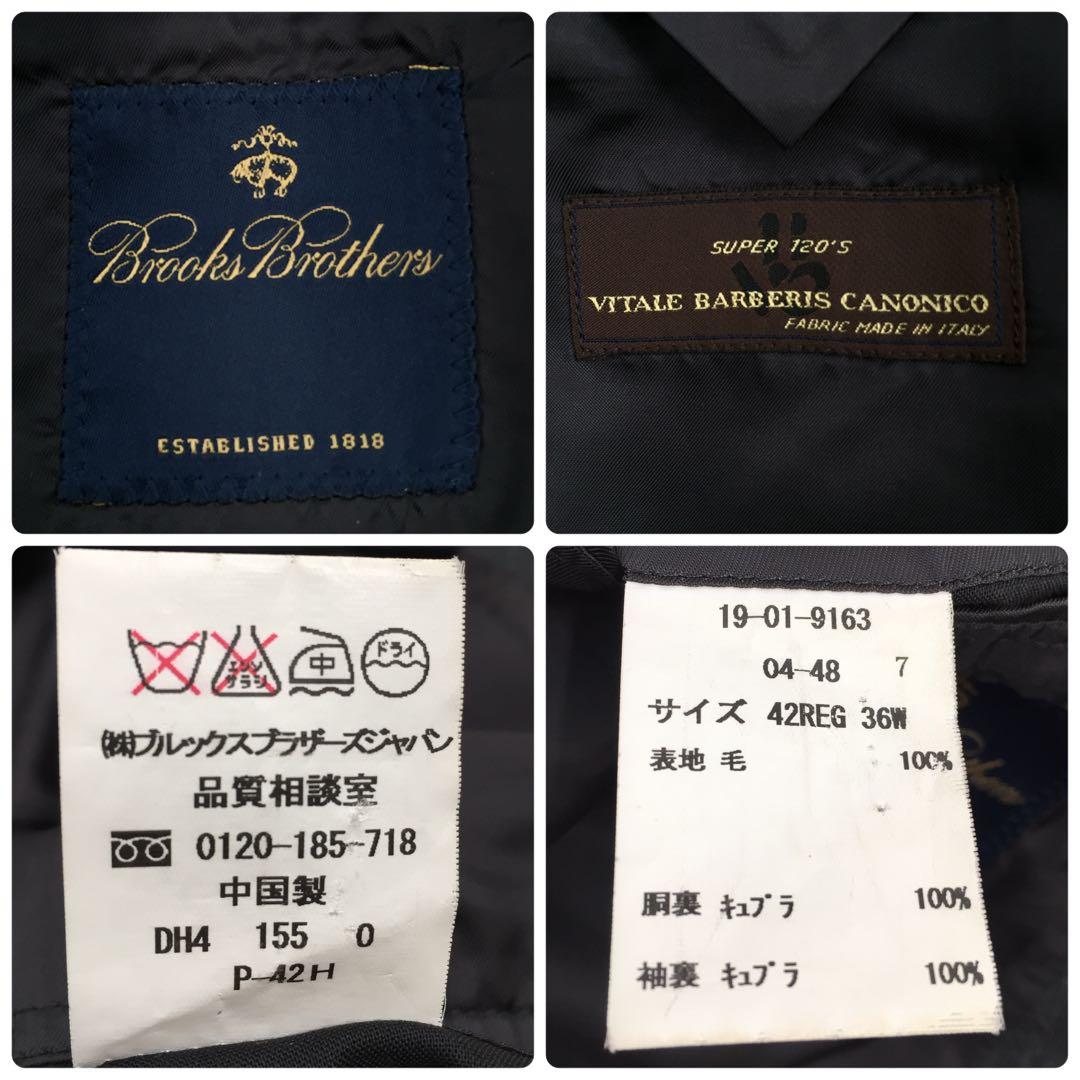 Brooks Brothers
ESTABLISHED 1818
SUPER 120'S
VITALE BARBERIS CANONICO
FABRIC MADE IN ITALY
エンソ
サラシ
中
ドライ
(株)ブルックスブラザーズジャパン
品質相談室
0120-185-718
中国製
DH4 155 0
P-42H
19-01-9163
04-48 7
サイズ 42REG 36W
表地 毛 100%
胴裏 キュプラ 100%
袖裏 キュプラ 100%